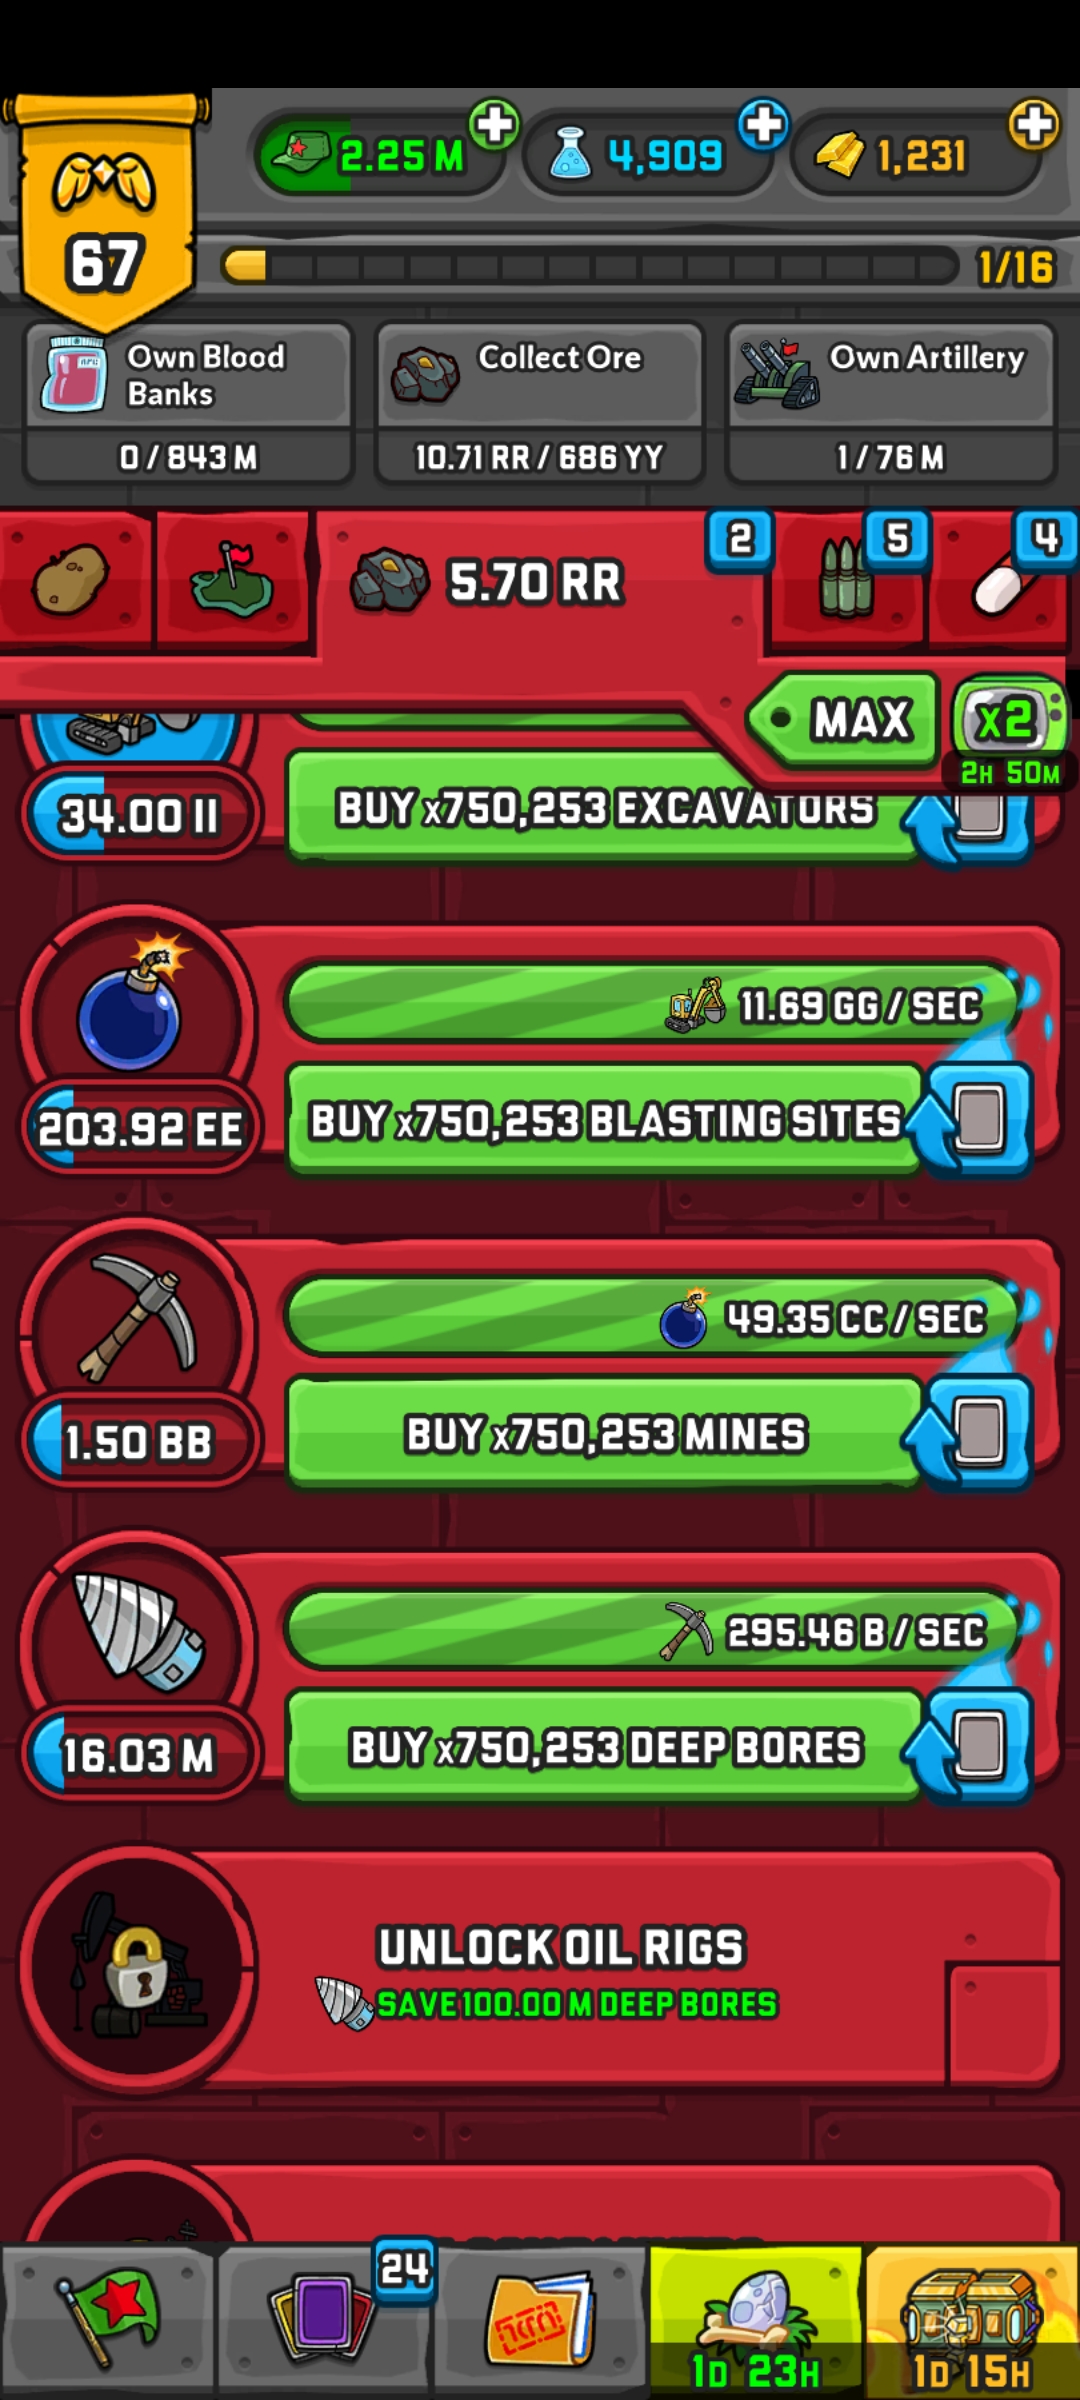 2.25 M
4,909
1,231
67
1/16
Own Blood
Banks
0 / 843 M
Collect Ore
10.71 RR / 686 YY
Own Artillery
1 / 76 M
5.70 RR
2
5
4
MAX
x2
2H 50M
34.00 II
BUY x750,253 EXCAVATORS
11.69 GG / SEC
203.92 EE
BUY x750,253 BLASTING SITES
49.35 CC / SEC
1.50 BB
BUY x750,253 MINES
295.46 B / SEC
16.03 M
BUY x750,253 DEEP BORES
UNLOCK OIL RIGS
SAVE 100.00 M DEEP BORES
24
1D 23H
1D 15H